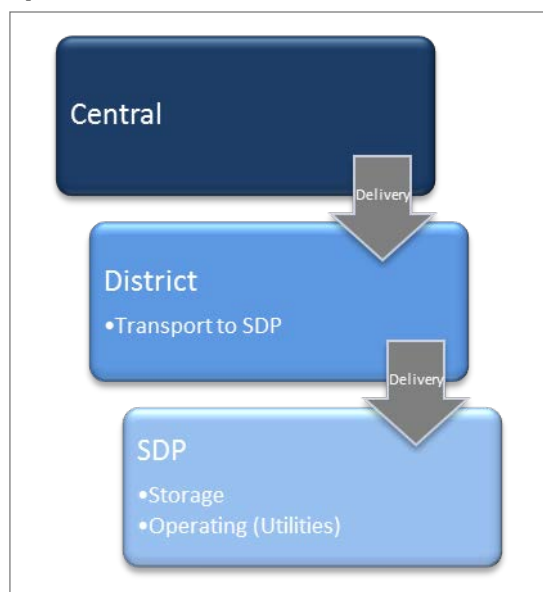 Central
Delivery
District
•Transport to SDP
Delivery
SDP
•Storage
•Operating (Utilities)